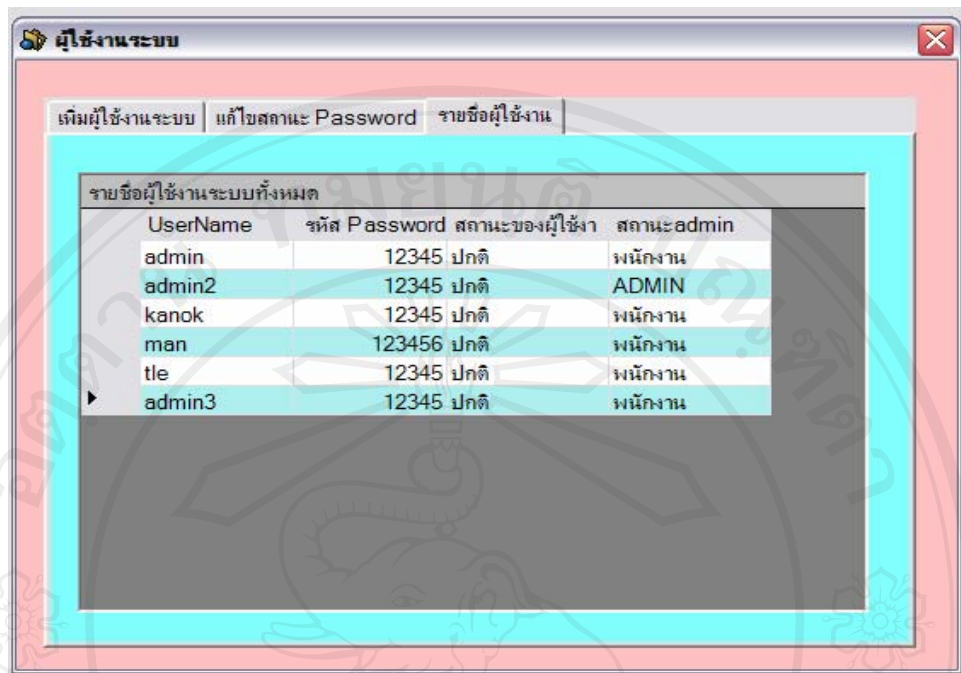 ผู้ใช้งานระบบ
เพิ่มผู้ใช้งานระบบ แก้ไขสถานะ Password รายชื่อผู้ใช้งาน
รายชื่อผู้ใช้งานระบบทั้งหมด
UserName รหัส Password สถานะของผู้ใช้งา สถานะadmin
admin 12345 ปกติ พนักงาน
admin2 12345 ปกติ ADMIN
kanok 12345 ปกติ พนักงาน
man 123456 ปกติ พนักงาน
tle 12345 ปกติ พนักงาน
admin3 12345 ปกติ พนักงาน